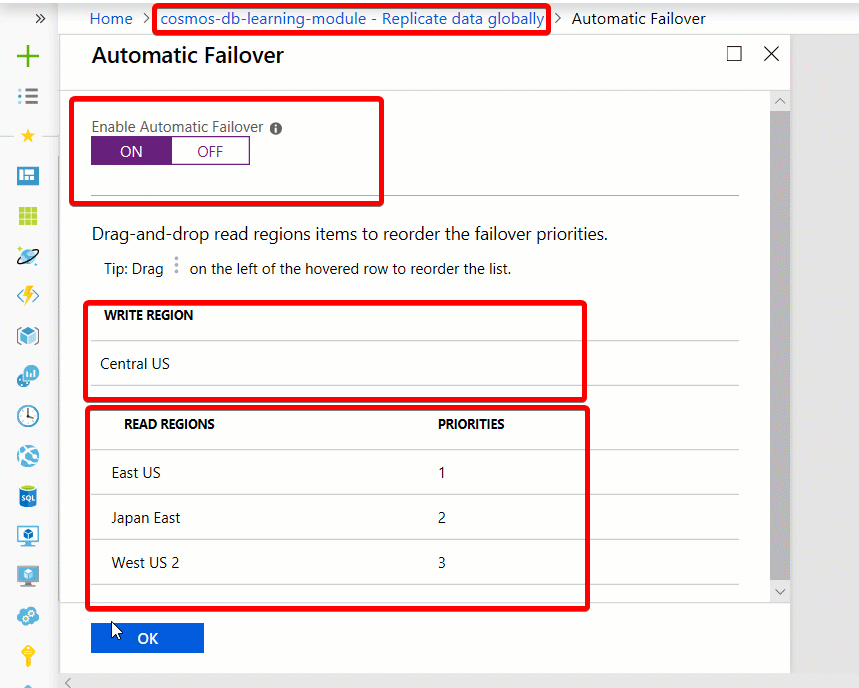 Home > cosmos-db-learning-module - Replicate data globally > Automatic Failover
Automatic Failover
Enable Automatic Failover
ON OFF
Drag-and-drop read regions items to reorder the failover priorities.
Tip: Drag ⋮ on the left of the hovered row to reorder the list.
WRITE REGION
Central US
READ REGIONS PRIORITIES
East US 1
Japan East 2
West US 2 3
SQL
OK